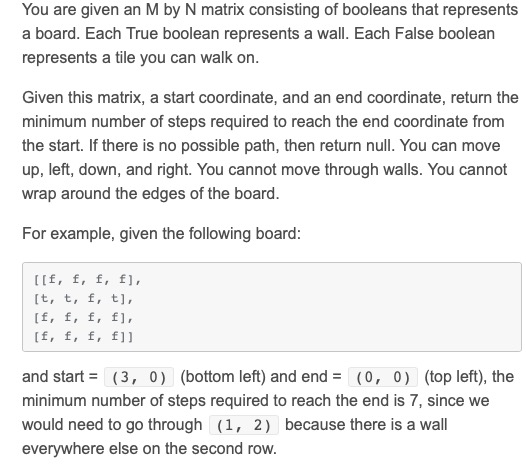 You are given an M by N matrix consisting of booleans that represents
a board. Each True boolean represents a wall. Each False boolean
represents a tile you can walk on.
Given this matrix, a start coordinate, and an end coordinate, return the
minimum number of steps required to reach the end coordinate from
the start. If there is no possible path, then return null. You can move
up, left, down, and right. You cannot move through walls. You cannot
wrap around the edges of the board.
For example, given the following board:
[[f, f, f, f],
[t, t, f, t],
[f, f, f, f],
[f, f, f, f]]
and start = (3, 0) (bottom left) and end = (0, 0) (top left), the
minimum number of steps required to reach the end is 7, since we
would need to go through (1, 2) because there is a wall
everywhere else on the second row.